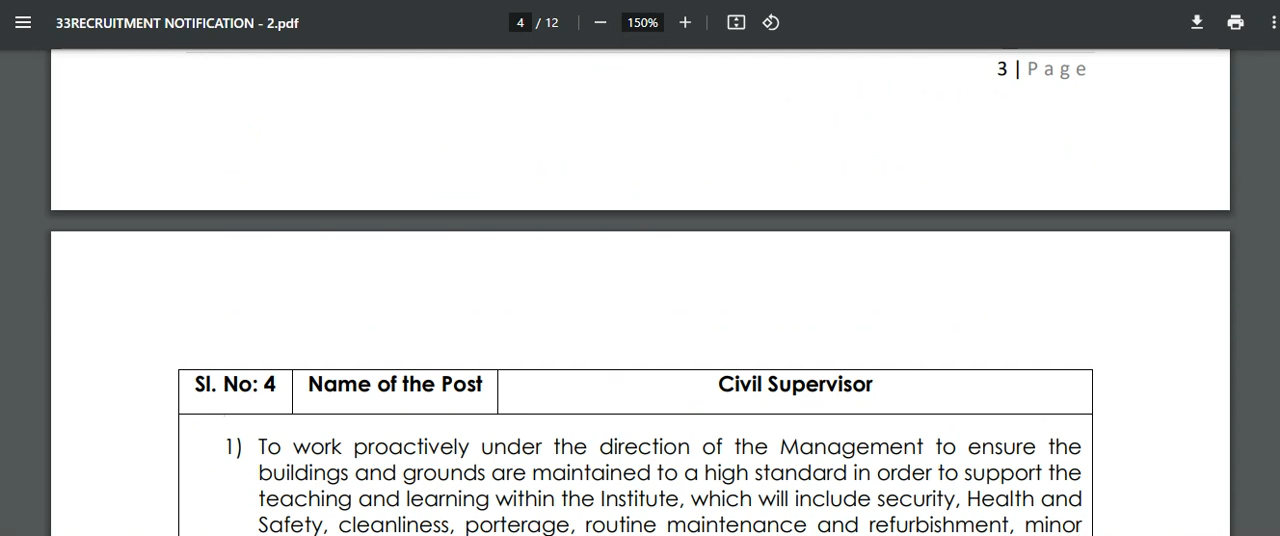 33RECRUITMENT NOTIFICATION - 2.pdf 4 / 12 150%
3 | Page
Sl. No: 4 Name of the Post Civil Supervisor
1) To work proactively under the direction of the Management to ensure the
buildings and grounds are maintained to a high standard in order to support the
teaching and learning within the Institute, which will include security, Health and
Safety, cleanliness, porterage, routine maintenance and refurbishment, minor